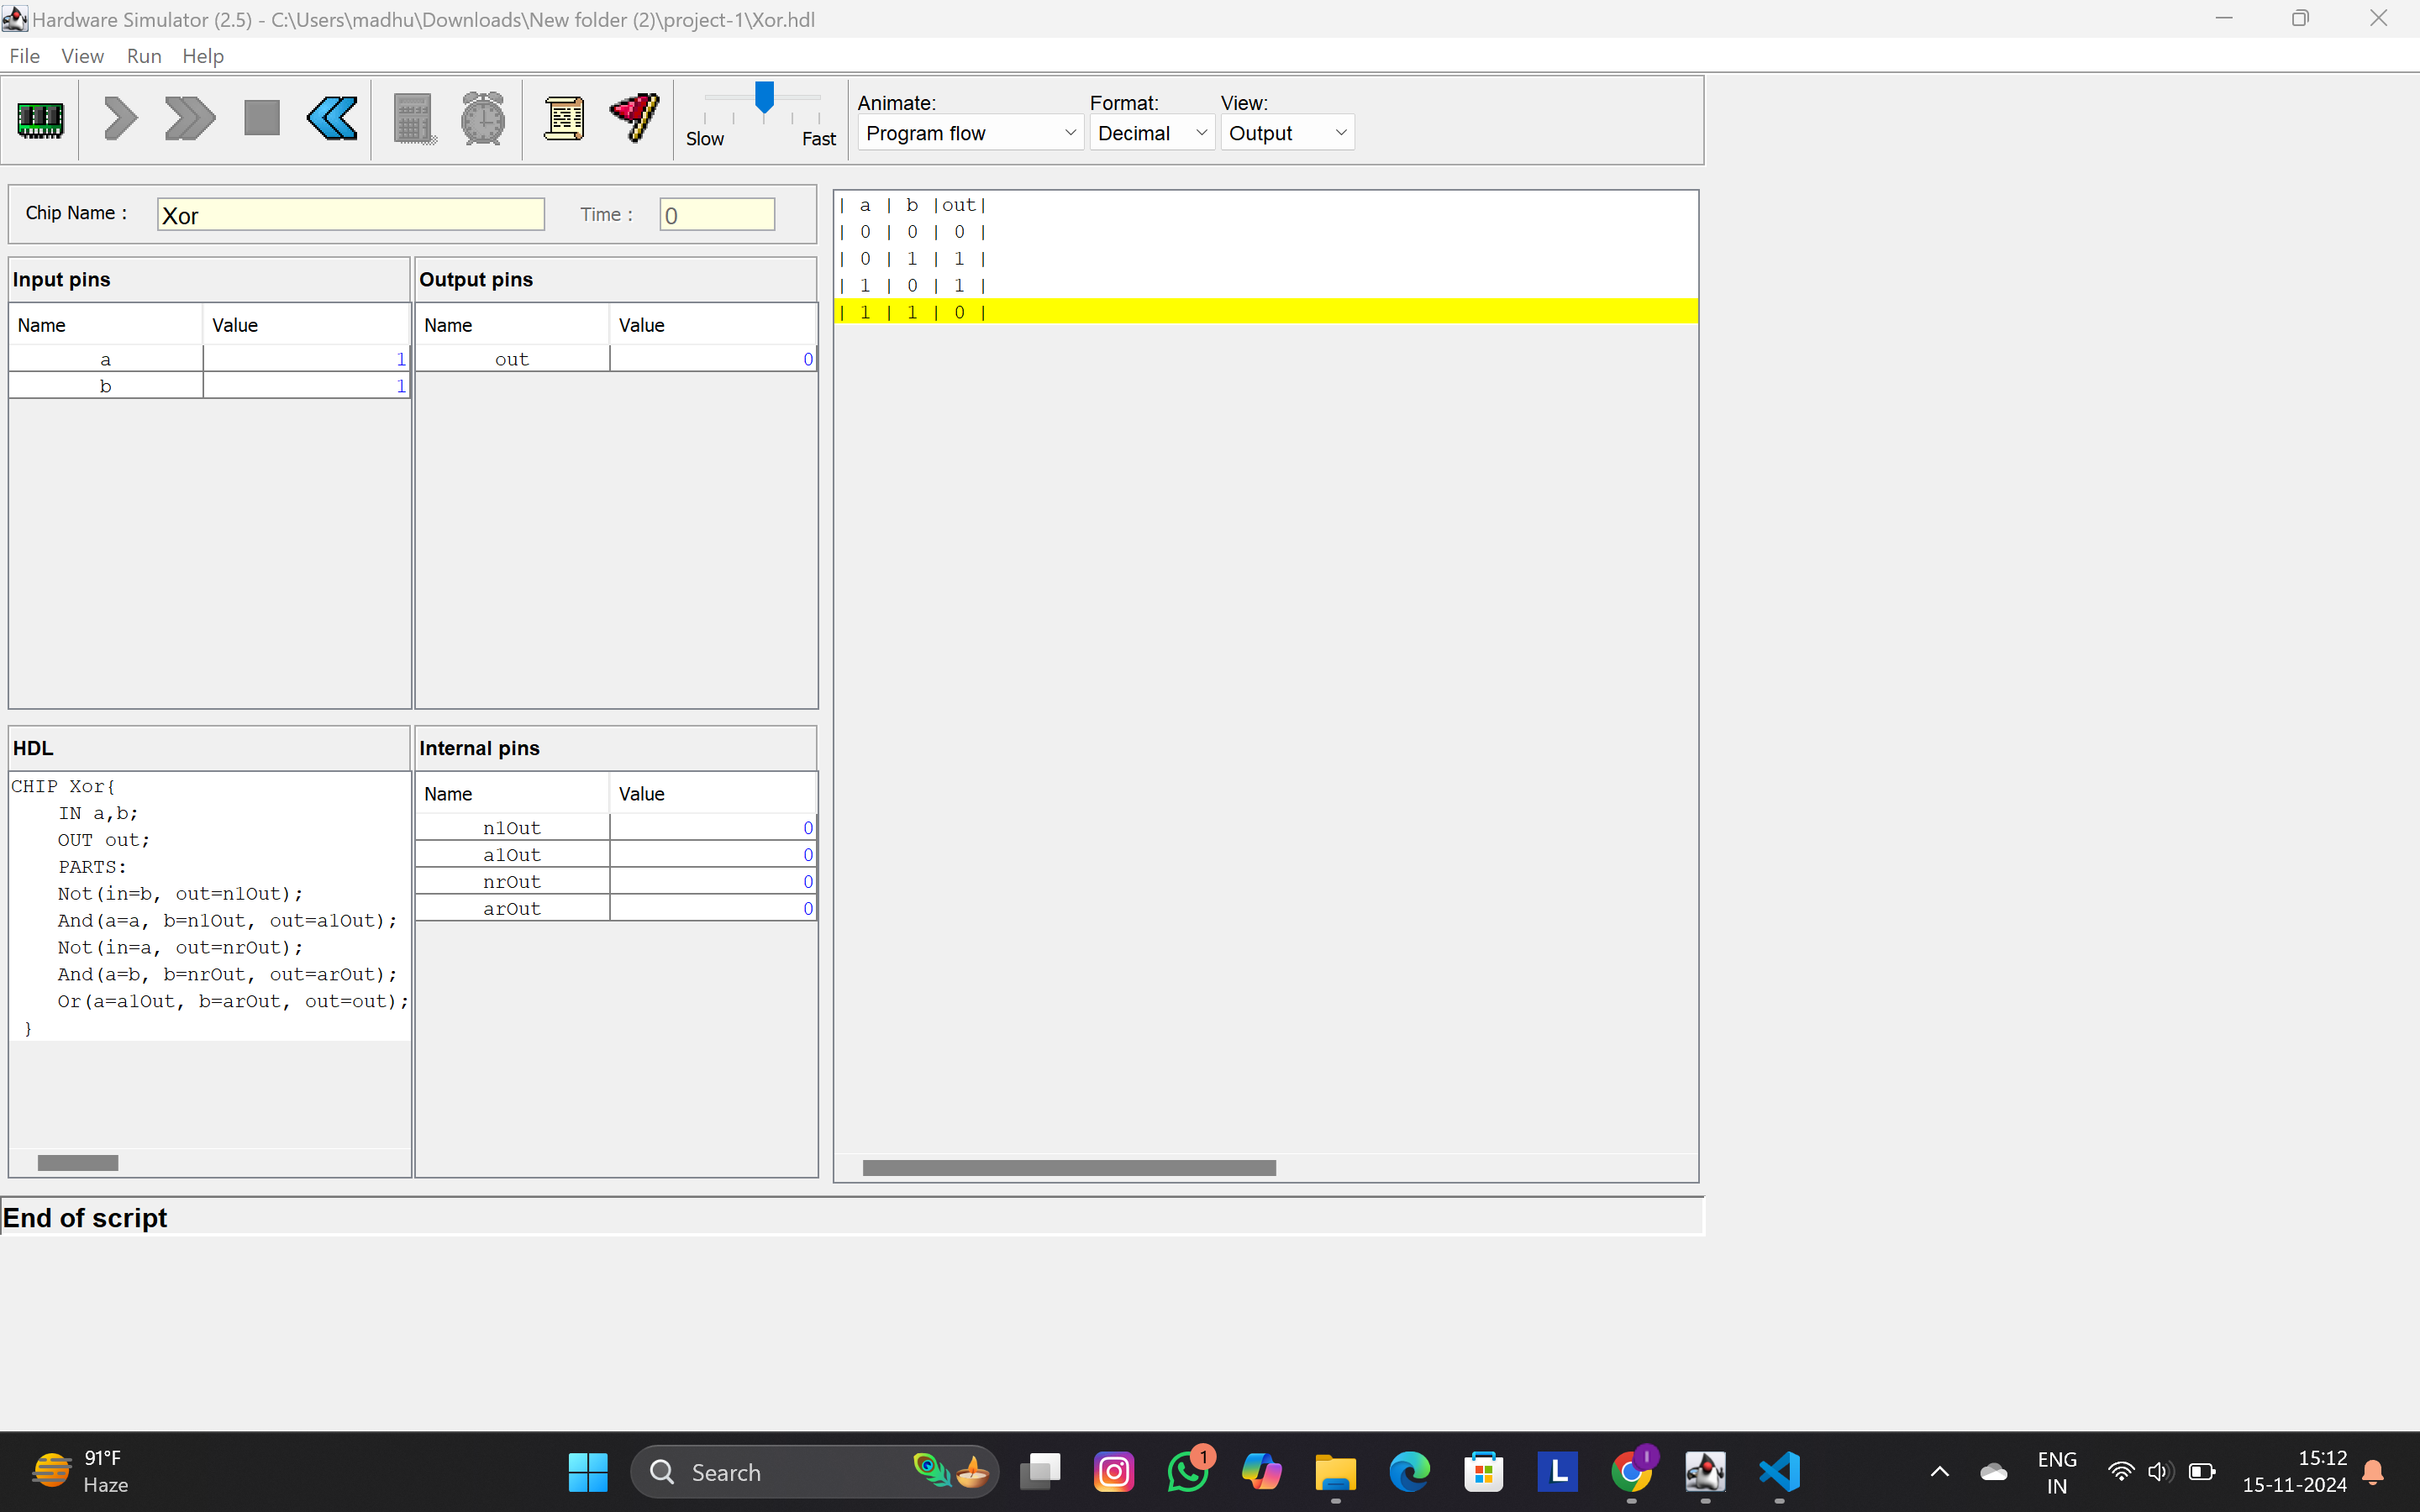 Hardware Simulator (2.5) - C:\Users\madhu\Downloads\New folder (2)\project-1\Xor.hdl
File View Run Help
Slow Fast
Animate: Format: View:
Program flow Decimal Output
Chip Name : Xor Time : 0
Input pins
Name Value
a 1
b 1
Output pins
Name Value
out 0
| a | b |out|
| 0 | 0 | 0 |
| 0 | 1 | 1 |
| 1 | 0 | 1 |
| 1 | 1 | 0 |
HDL
CHIP Xor{
IN a,b;
OUT out;
PARTS:
Not(in=b, out=n1Out);
And(a=a, b=n1Out, out=a1Out);
Not(in=a, out=nrOut);
And(a=b, b=nrOut, out=arOut);
Or(a=a1Out, b=arOut, out=out);
}
Internal pins
Name Value
n1Out 0
a1Out 0
nrOut 0
arOut 0
End of script
91°F
Haze
Search
1
L
I
ENG
IN
15:12
15-11-2024